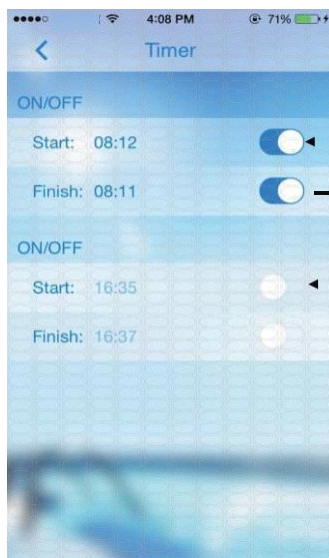 4:08 PM 71%
Timer
ON/OFF
Start: 08:12
Finish: 08:11
ON/OFF
Start: 16:35
Finish: 16:37